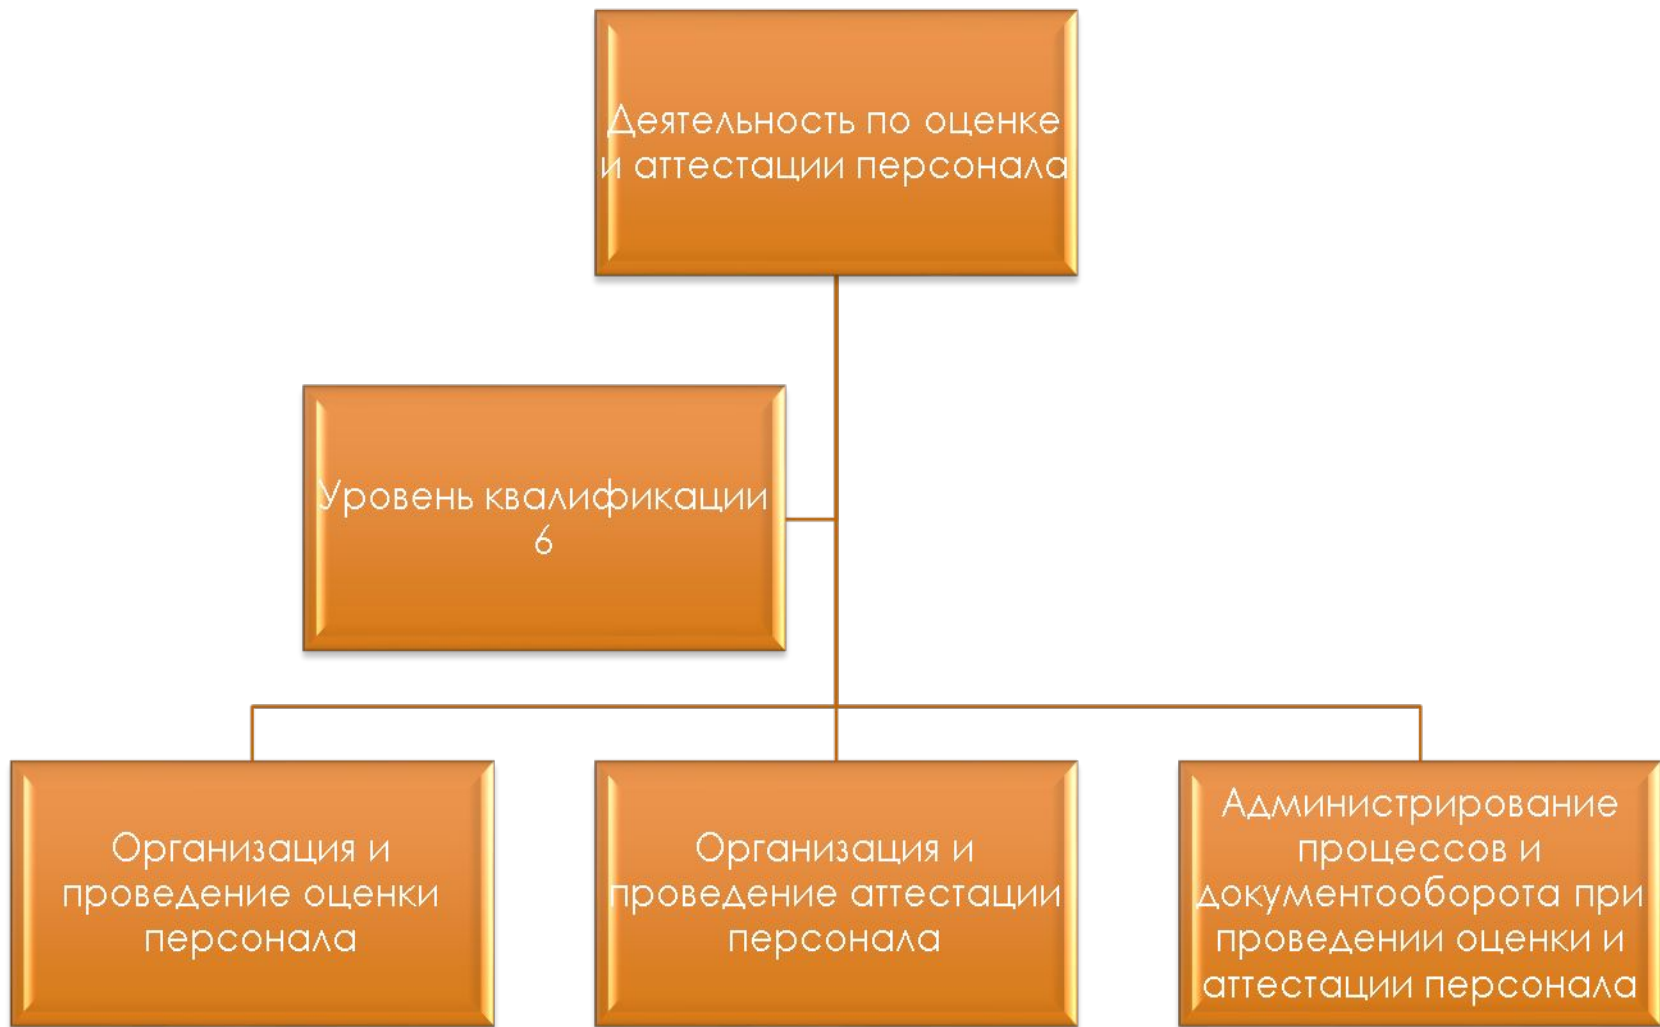 Деятельность по оценке
и аттестации персонала
Уровень квалификации
6
Организация и
проведение оценки
персонала
Организация и
проведение аттестации
персонала
Администрирование
процессов и
документооборота при
проведении оценки и
аттестации персонала